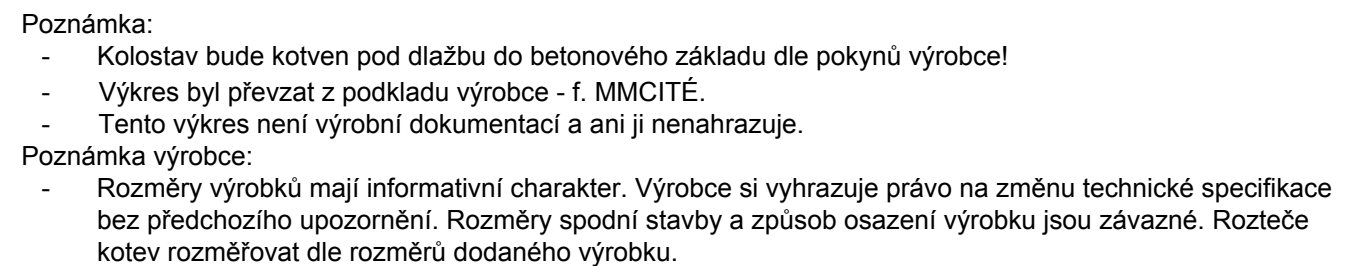 Poznámka:
- Kolostav bude kotven pod dlažbu do betonového základu dle pokynů výrobce!
- Výkres byl převzat z podkladu výrobce - f. MMCITÉ.
- Tento výkres není výrobní dokumentací a ani ji nenahrazuje.
Poznámka výrobce:
- Rozměry výrobků mají informativní charakter. Výrobce si vyhrazuje právo na změnu technické specifikace
bez předchozího upozornění. Rozměry spodní stavby a způsob osazení výrobku jsou závazné. Rozteče
kotev rozměřovat dle rozměrů dodaného výrobku.